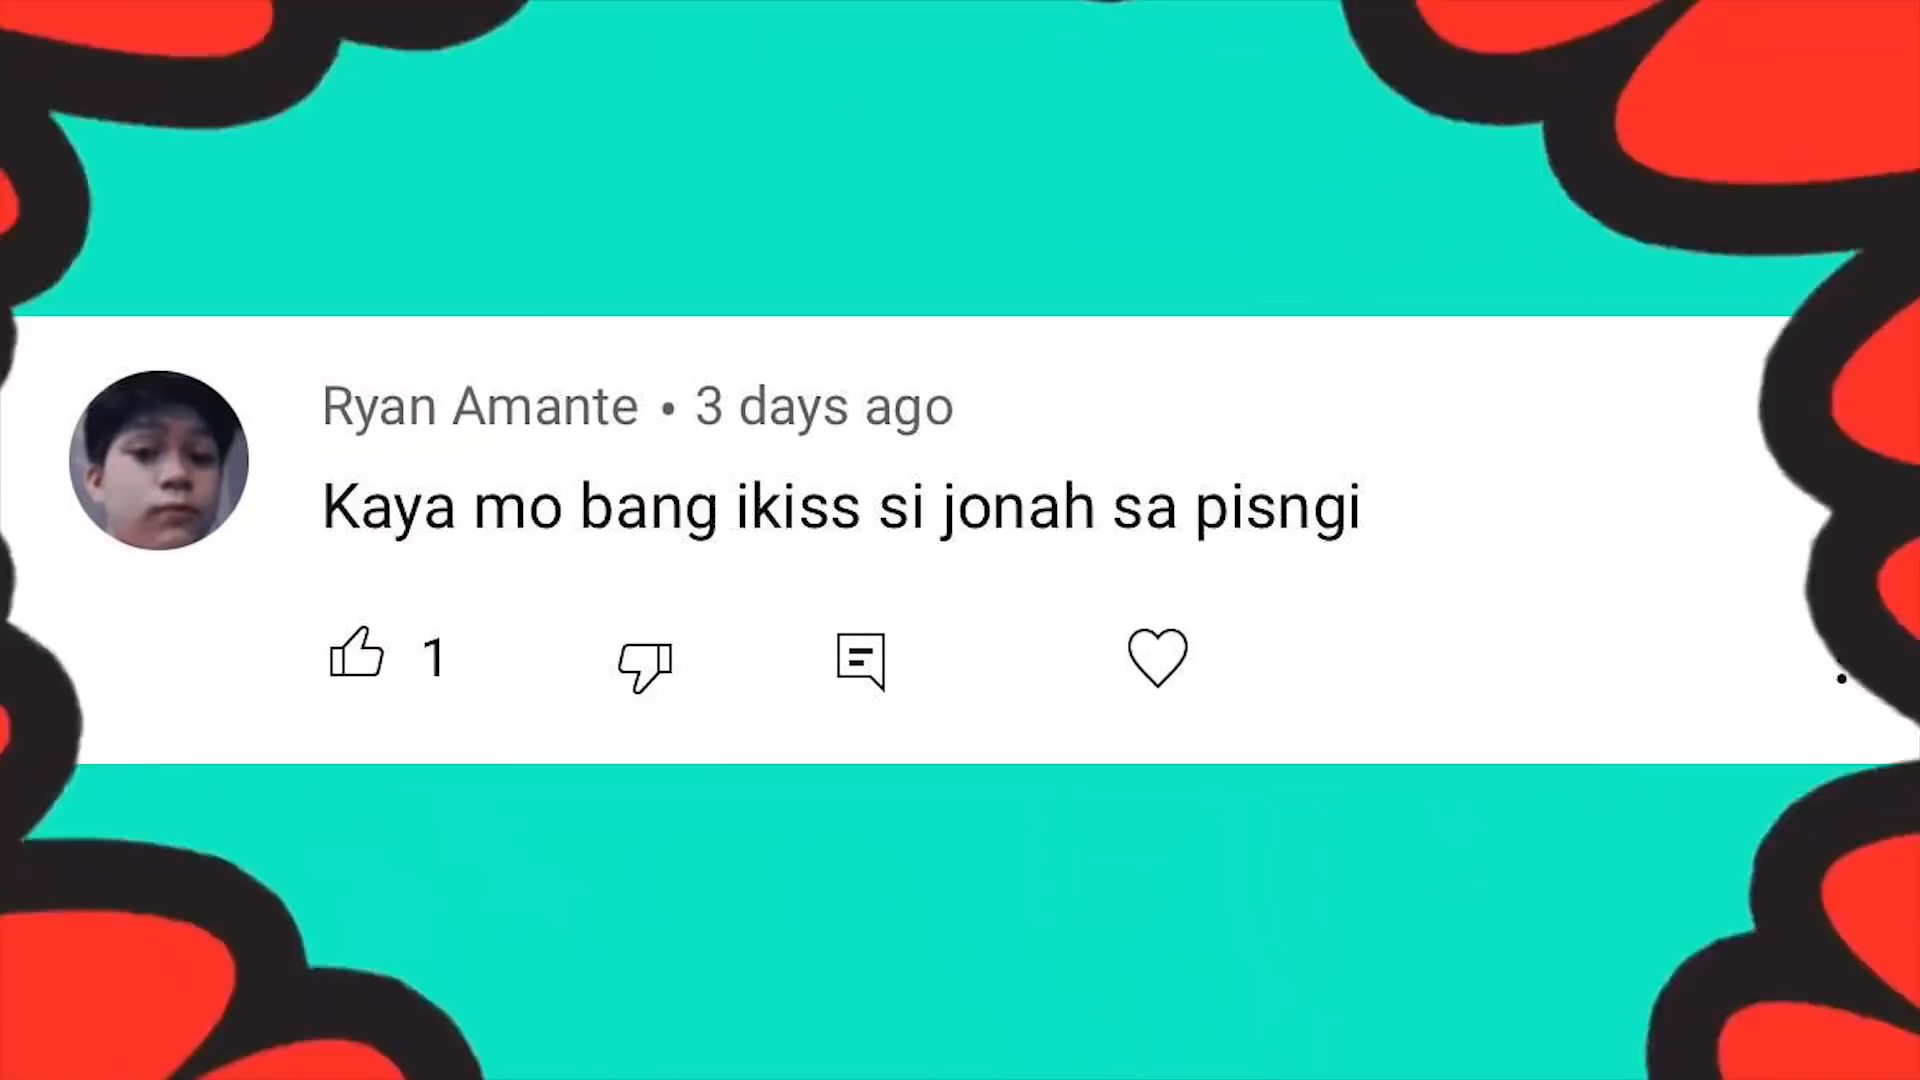 Ryan Amante • 3 days ago
Kaya mo bang ikiss si jonah sa pisngi
1